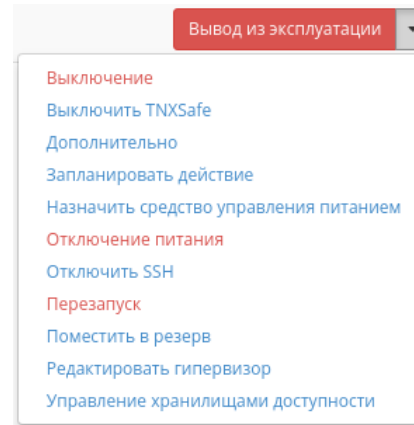 Вывод из эксплуатации
Выключение
Выключить TNXSafe
Дополнительно
Запланировать действие
Назначить средство управления питанием
Отключение питания
Отключить SSH
Перезапуск
Поместить в резерв
Редактировать гипервизор
Управление хранилищами доступности